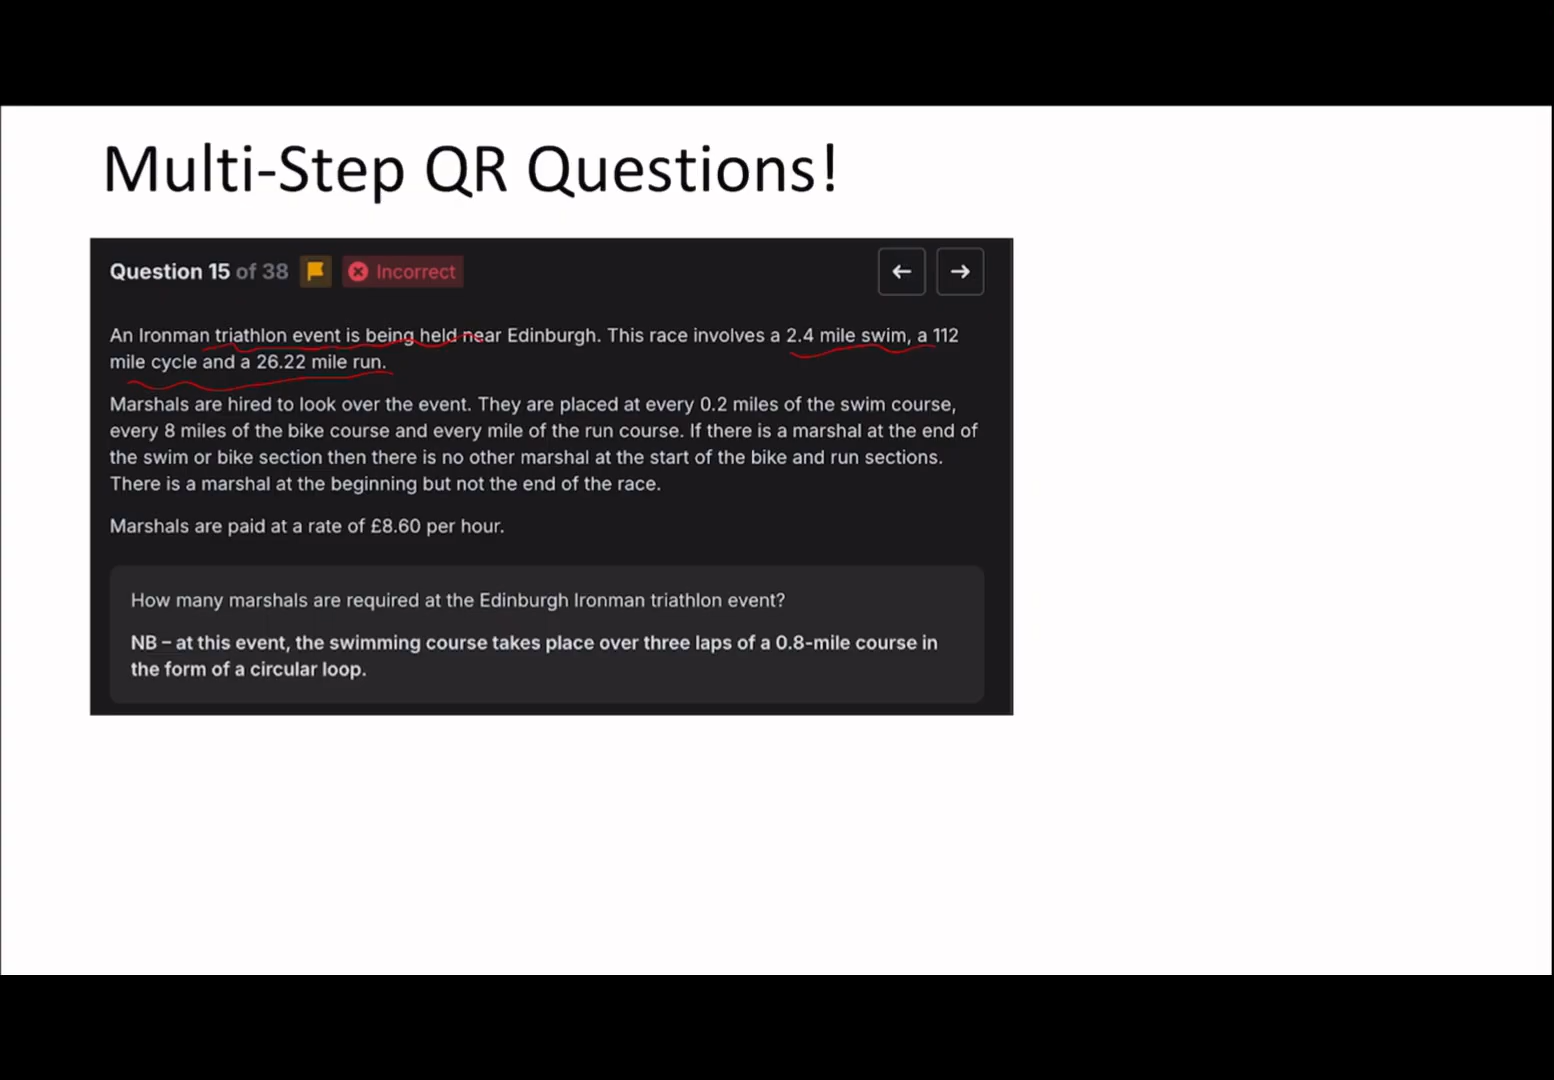 Multi-Step QR Questions!
Question 15 of 38 Incorrect
An Ironman triathlon event is being held near Edinburgh. This race involves a 2.4 mile swim, a 112
mile cycle and a 26.22 mile run.
Marshals are hired to look over the event. They are placed at every 0.2 miles of the swim course,
every 8 miles of the bike course and every mile of the run course. If there is a marshal at the end of
the swim or bike section then there is no other marshal at the start of the bike and run sections.
There is a marshal at the beginning but not the end of the race.
Marshals are paid at a rate of £8.60 per hour.
How many marshals are required at the Edinburgh Ironman triathlon event?
NB – at this event, the swimming course takes place over three laps of a 0.8-mile course in
the form of a circular loop.